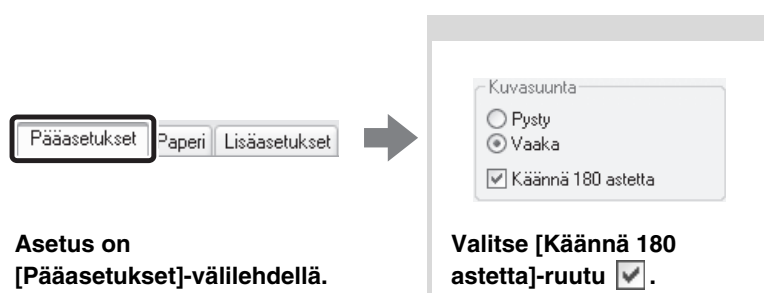 Pääasetukset Paperi Lisäasetukset
Asetus on
[Pääasetukset]-välilehdellä.
Kuvasuunta
Pysty
Vaaka
Käännä 180 astetta
Valitse [Käännä 180
astetta]-ruutu .